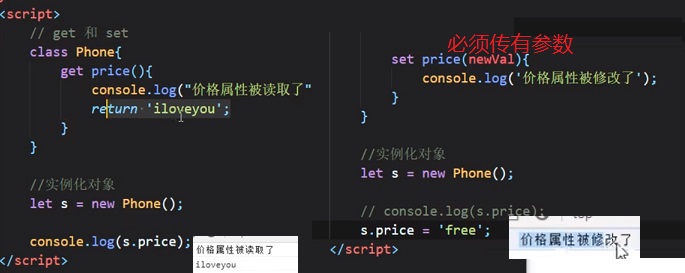 <script>
// get 和 set
class Phone{
get price(){
console.log("价格属性被读取了"
return 'iloveyou';
}
}
//实例化对象
let s = new Phone();
console.log(s.price);
</script>
价格属性被读取了
iloveyou
必须传有参数
set price(newVal){
console.log('价格属性被修改了');
}
}
//实例化对象
let s = new Phone();
// console.log(s.price);
s.price = 'free';
</script>
价格属性被修改了